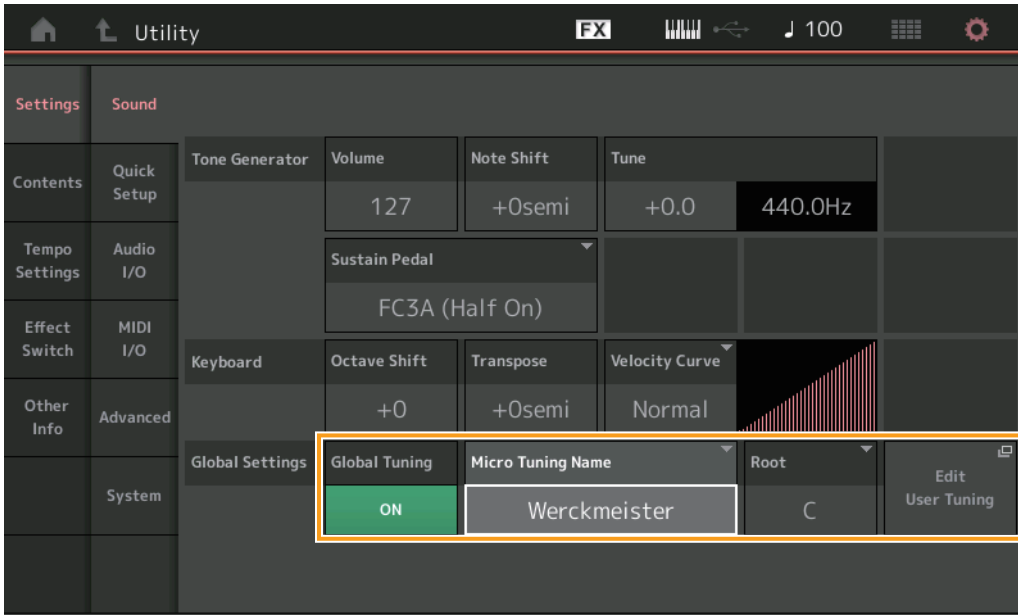 Utility
FX
♩ 100
Settings
Sound
Contents
Quick
Setup
Tempo
Settings
Audio
I/O
Effect
Switch
MIDI
I/O
Other
Info
Advanced
System
Tone Generator
Volume
Note Shift
Tune
127
+0semi
+0.0
440.0Hz
Sustain Pedal
FC3A (Half On)
Keyboard
Octave Shift
Transpose
Velocity Curve
+0
+0semi
Normal
Global Settings
Global Tuning
Micro Tuning Name
Root
Edit
User Tuning
ON
Werckmeister
C